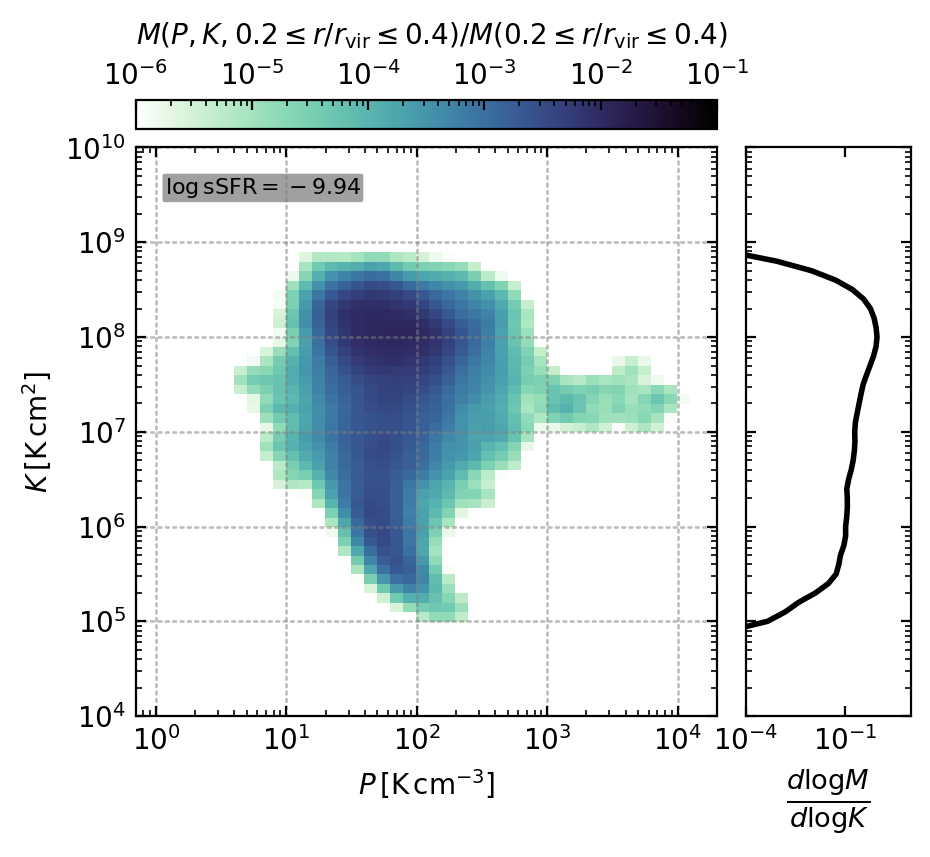 M(P, K, 0.2 ≤ r/r_vir ≤ 0.4)/M(0.2 ≤ r/r_vir ≤ 0.4)
10^−6 10^−5 10^−4 10^−3 10^−2 10^−1
log sSFR = −9.94
10^10
10^9
10^8
10^7
10^6
10^5
10^4
K [K cm^2]
10^0 10^1 10^2 10^3 10^4
P [K cm^−3]
10^−4 10^−1
dlogM
dlogK